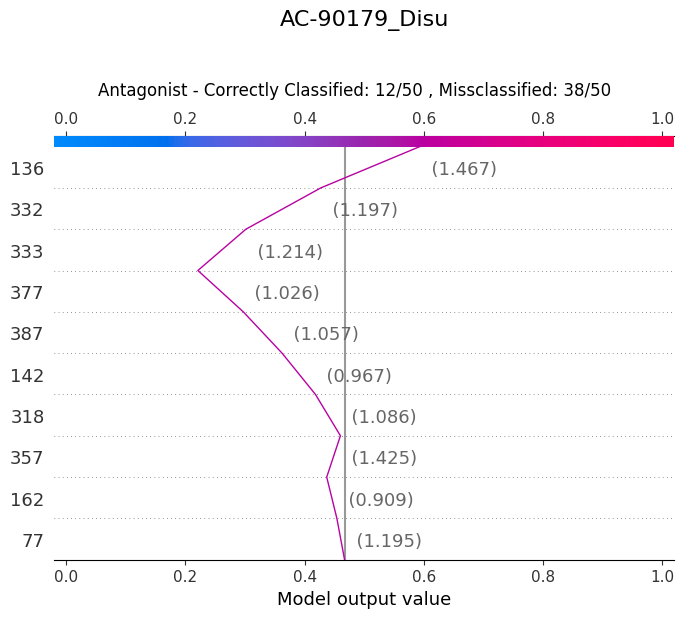 AC-90179_Disu
Antagonist - Correctly Classified: 12/50 , Missclassified: 38/50
0.0 0.2 0.4 0.6 0.8 1.0
136 (1.467)
332 (1.197)
333 (1.214)
377 (1.026)
387 (1.057)
142 (0.967)
318 (1.086)
357 (1.425)
162 (0.909)
77 (1.195)
0.0 0.2 0.4 0.6 0.8 1.0
Model output value